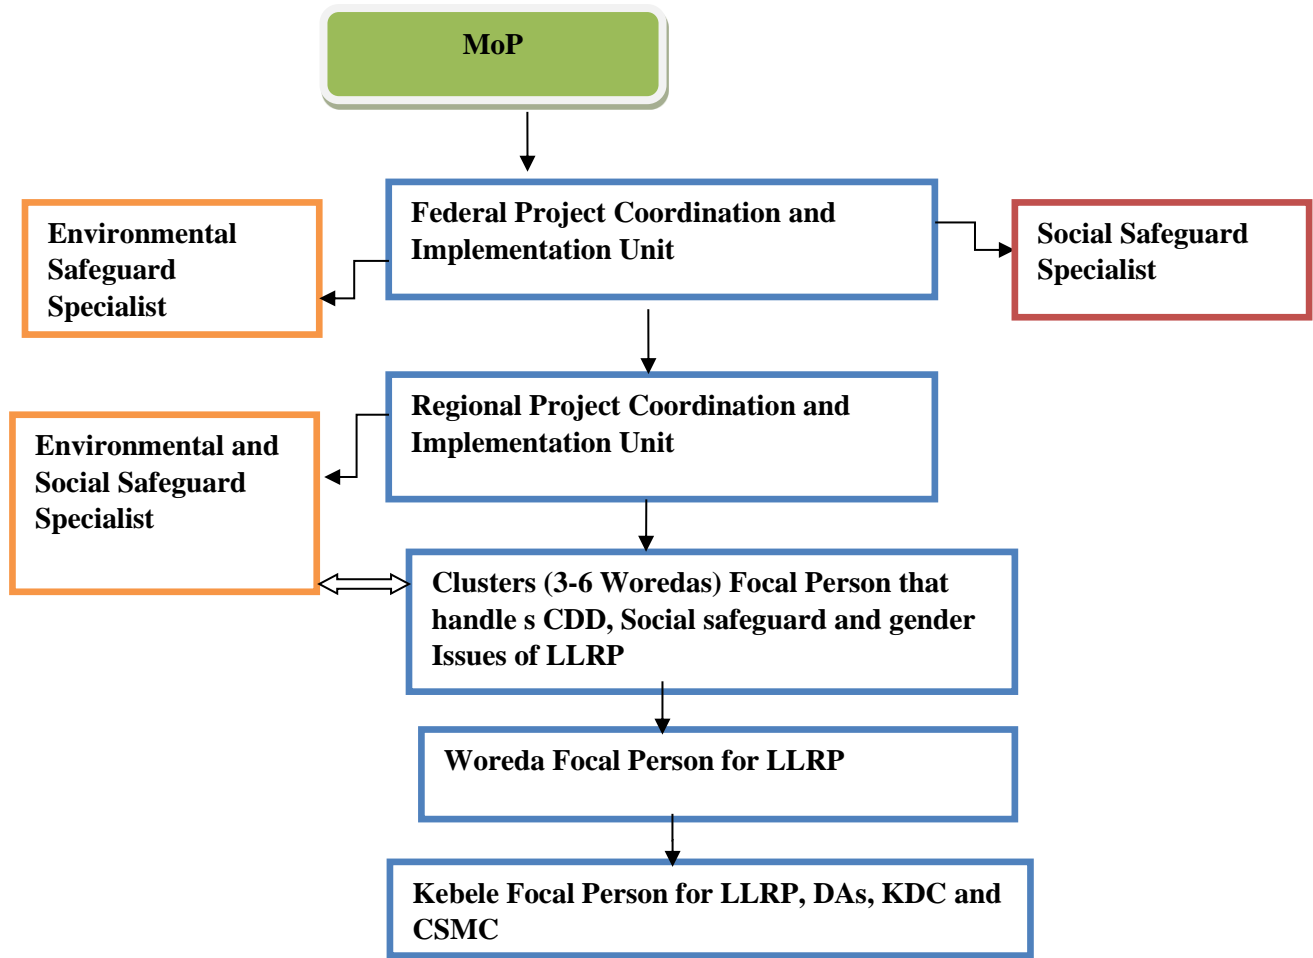 MoP
Federal Project Coordination and
Implementation Unit
Environmental
Safeguard
Specialist
Social Safeguard
Specialist
Regional Project Coordination and
Implementation Unit
Environmental and
Social Safeguard
Specialist
Clusters (3-6 Woredas) Focal Person that
handle s CDD, Social safeguard and gender
Issues of LLRP
Woreda Focal Person for LLRP
Kebele Focal Person for LLRP, DAs, KDC and
CSMC